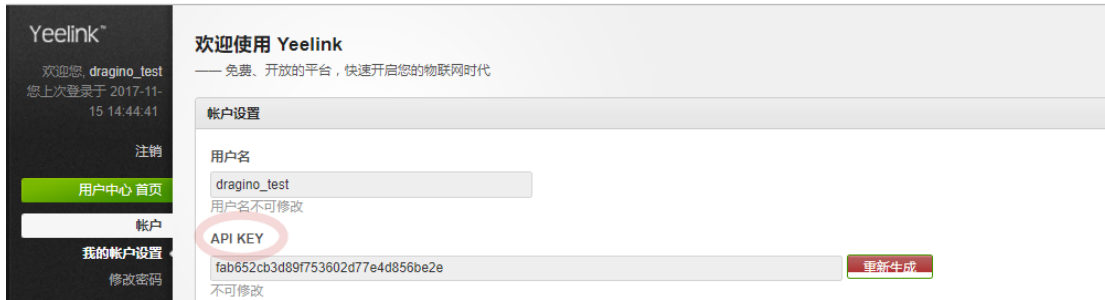 Yeelink™
欢迎您, dragino_test
您上次登录于 2017-11-
15 14:44:41
注销
用户中心 首页
帐户
我的帐户设置
修改密码
欢迎使用 Yeelink
—— 免费、开放的平台，快速开启您的物联网时代
帐户设置
用户名
dragino_test
用户名不可修改
API KEY
fab652cb3d89f753602d77e4d856be2e
重新生成
不可修改